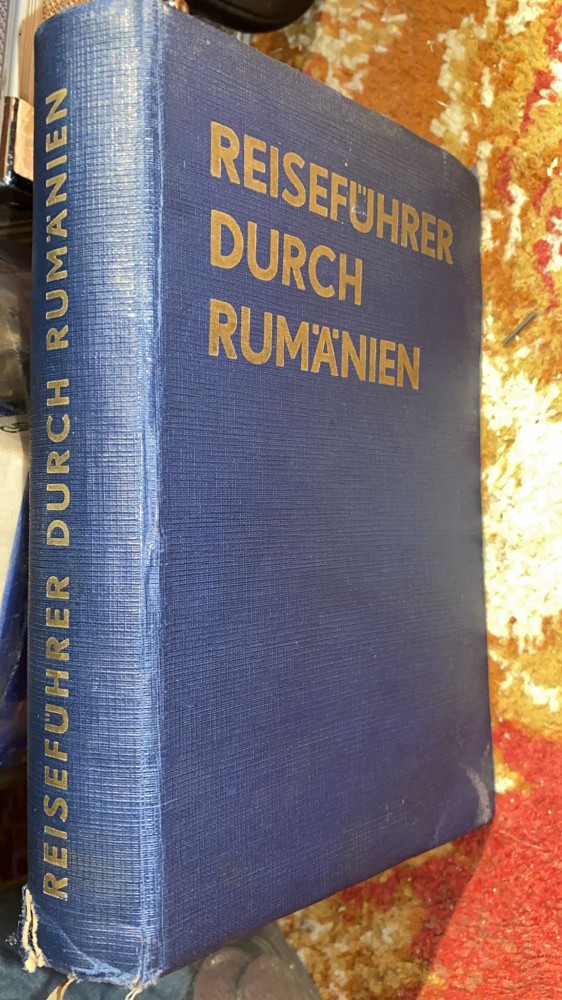 REISEFÜHRER
DURCH
RUMÄNIEN
REISEFÜHRER DURCH RUMÄNIEN